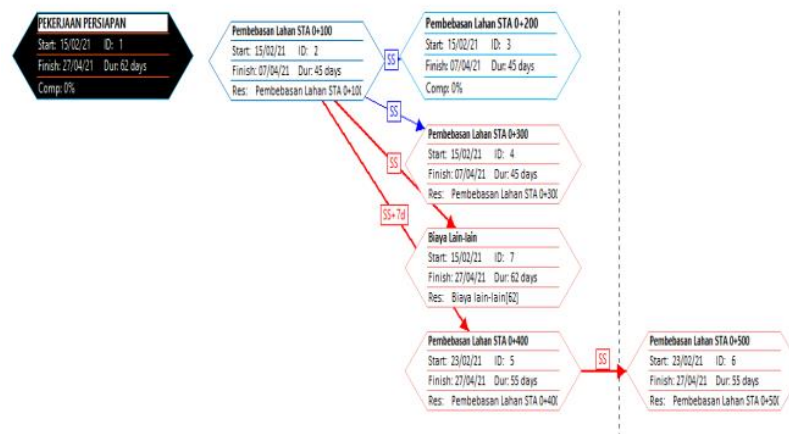 PEKERJAAN PERSIAPAN
Start: 15/02/21 ID: 1
Finish: 27/04/21 Dur: 62 days
Comp: 0%
Pembebasan Lahan STA 0+100
Start: 15/02/21 ID: 2
Finish: 07/04/21 Dur: 45 days
Res: Pembebasan Lahan STA 0+10(
SS
Pembebasan Lahan STA 0+200
Start: 15/02/21 ID: 3
Finish: 07/04/21 Dur: 45 days
Comp: 0%
SS
Pembebasan Lahan STA 0+300
Start: 15/02/21 ID: 4
Finish: 07/04/21 Dur: 45 days
Res: Pembebasan Lahan STA 0+30(
SS
SS+7d
Biaya Lain-lain
Start: 15/02/21 ID: 7
Finish: 27/04/21 Dur: 62 days
Res: Biaya lain-lain[62]
Pembebasan Lahan STA 0+400
Start: 23/02/21 ID: 5
Finish: 27/04/21 Dur: 55 days
Res: Pembebasan Lahan STA 0+40(
SS
Pembebasan Lahan STA 0+500
Start: 23/02/21 ID: 6
Finish: 27/04/21 Dur: 55 days
Res: Pembebasan Lahan STA 0+50(